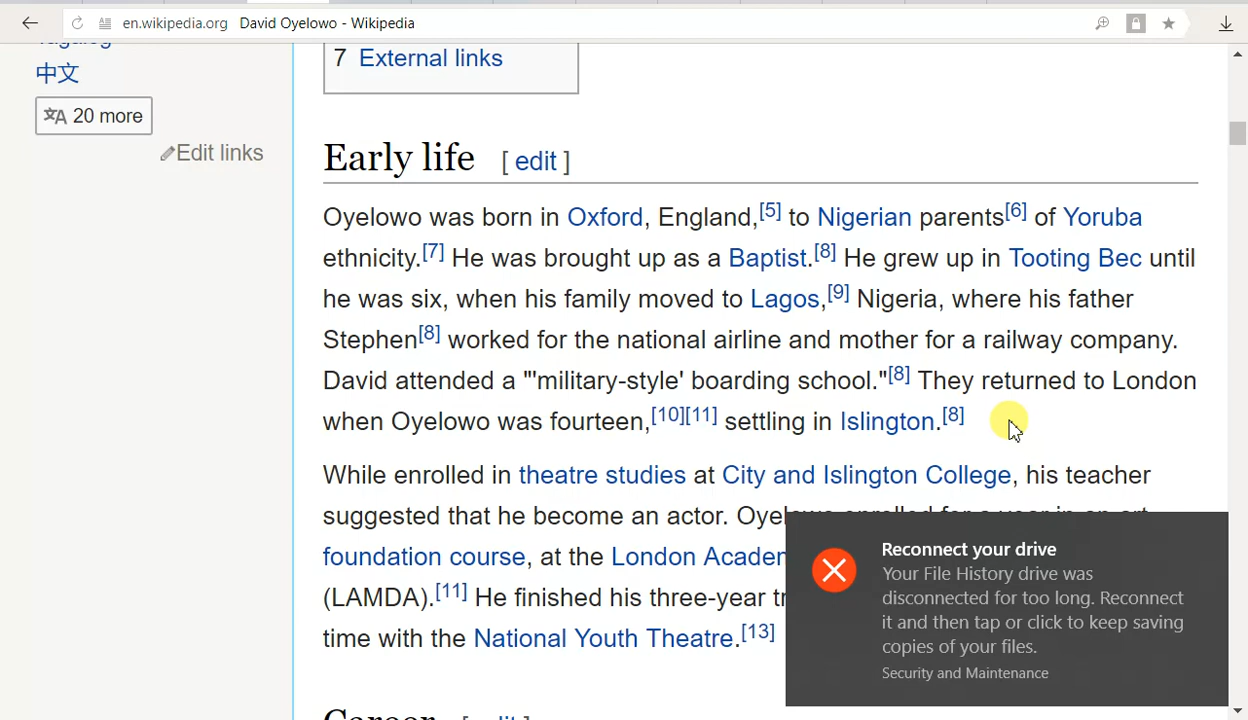 en.wikipedia.org David Oyelowo - Wikipedia
中文
20 more
Edit links
7 External links
Early life [ edit ]
Oyelowo was born in Oxford, England,[5] to Nigerian parents[6] of Yoruba
ethnicity.[7] He was brought up as a Baptist.[8] He grew up in Tooting Bec until
he was six, when his family moved to Lagos,[9] Nigeria, where his father
Stephen[8] worked for the national airline and mother for a railway company.
David attended a "'military-style' boarding school."[8] They returned to London
when Oyelowo was fourteen,[10][11] settling in Islington.[8]
While enrolled in theatre studies at City and Islington College, his teacher
suggested that he become an actor.
foundation course, at the London
(LAMDA).[11] He finished his three-year
time with the National Youth Theatre.[13]
Reconnect your drive
Your File History drive was
disconnected for too long. Reconnect
it and then tap or click to keep saving
copies of your files.
Security and Maintenance